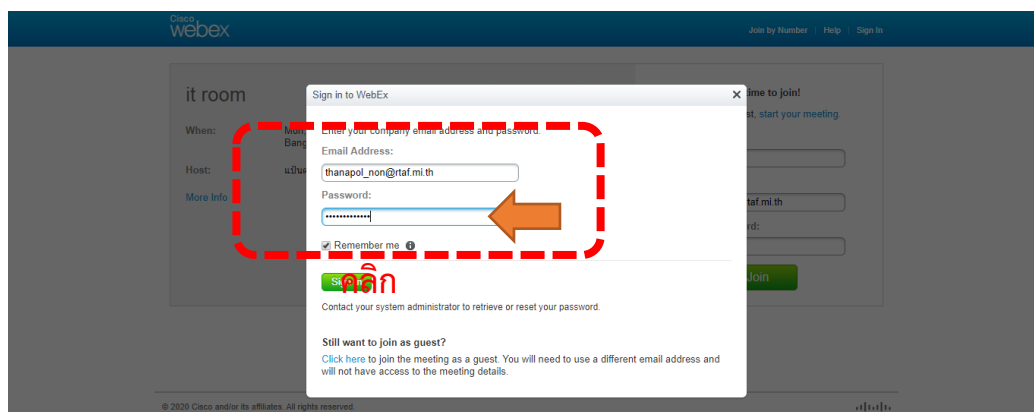 Cisco
webex
Join by Number | Help | Sign In
it room
When:
Host:
More Info
Sign in to WebEx
Enter your company email address and password.
Email Address:
thanapol_non@rtaf.mi.th
Password:
•••••••••••••
Remember me
คลิก
Contact your system administrator to retrieve or reset your password.
Still want to join as guest?
Click here to join the meeting as a guest. You will need to use a different email address and
will not have access to the meeting details.
time to join!
start your meeting.
Join
© 2020 Cisco and/or its affiliates. All rights reserved.